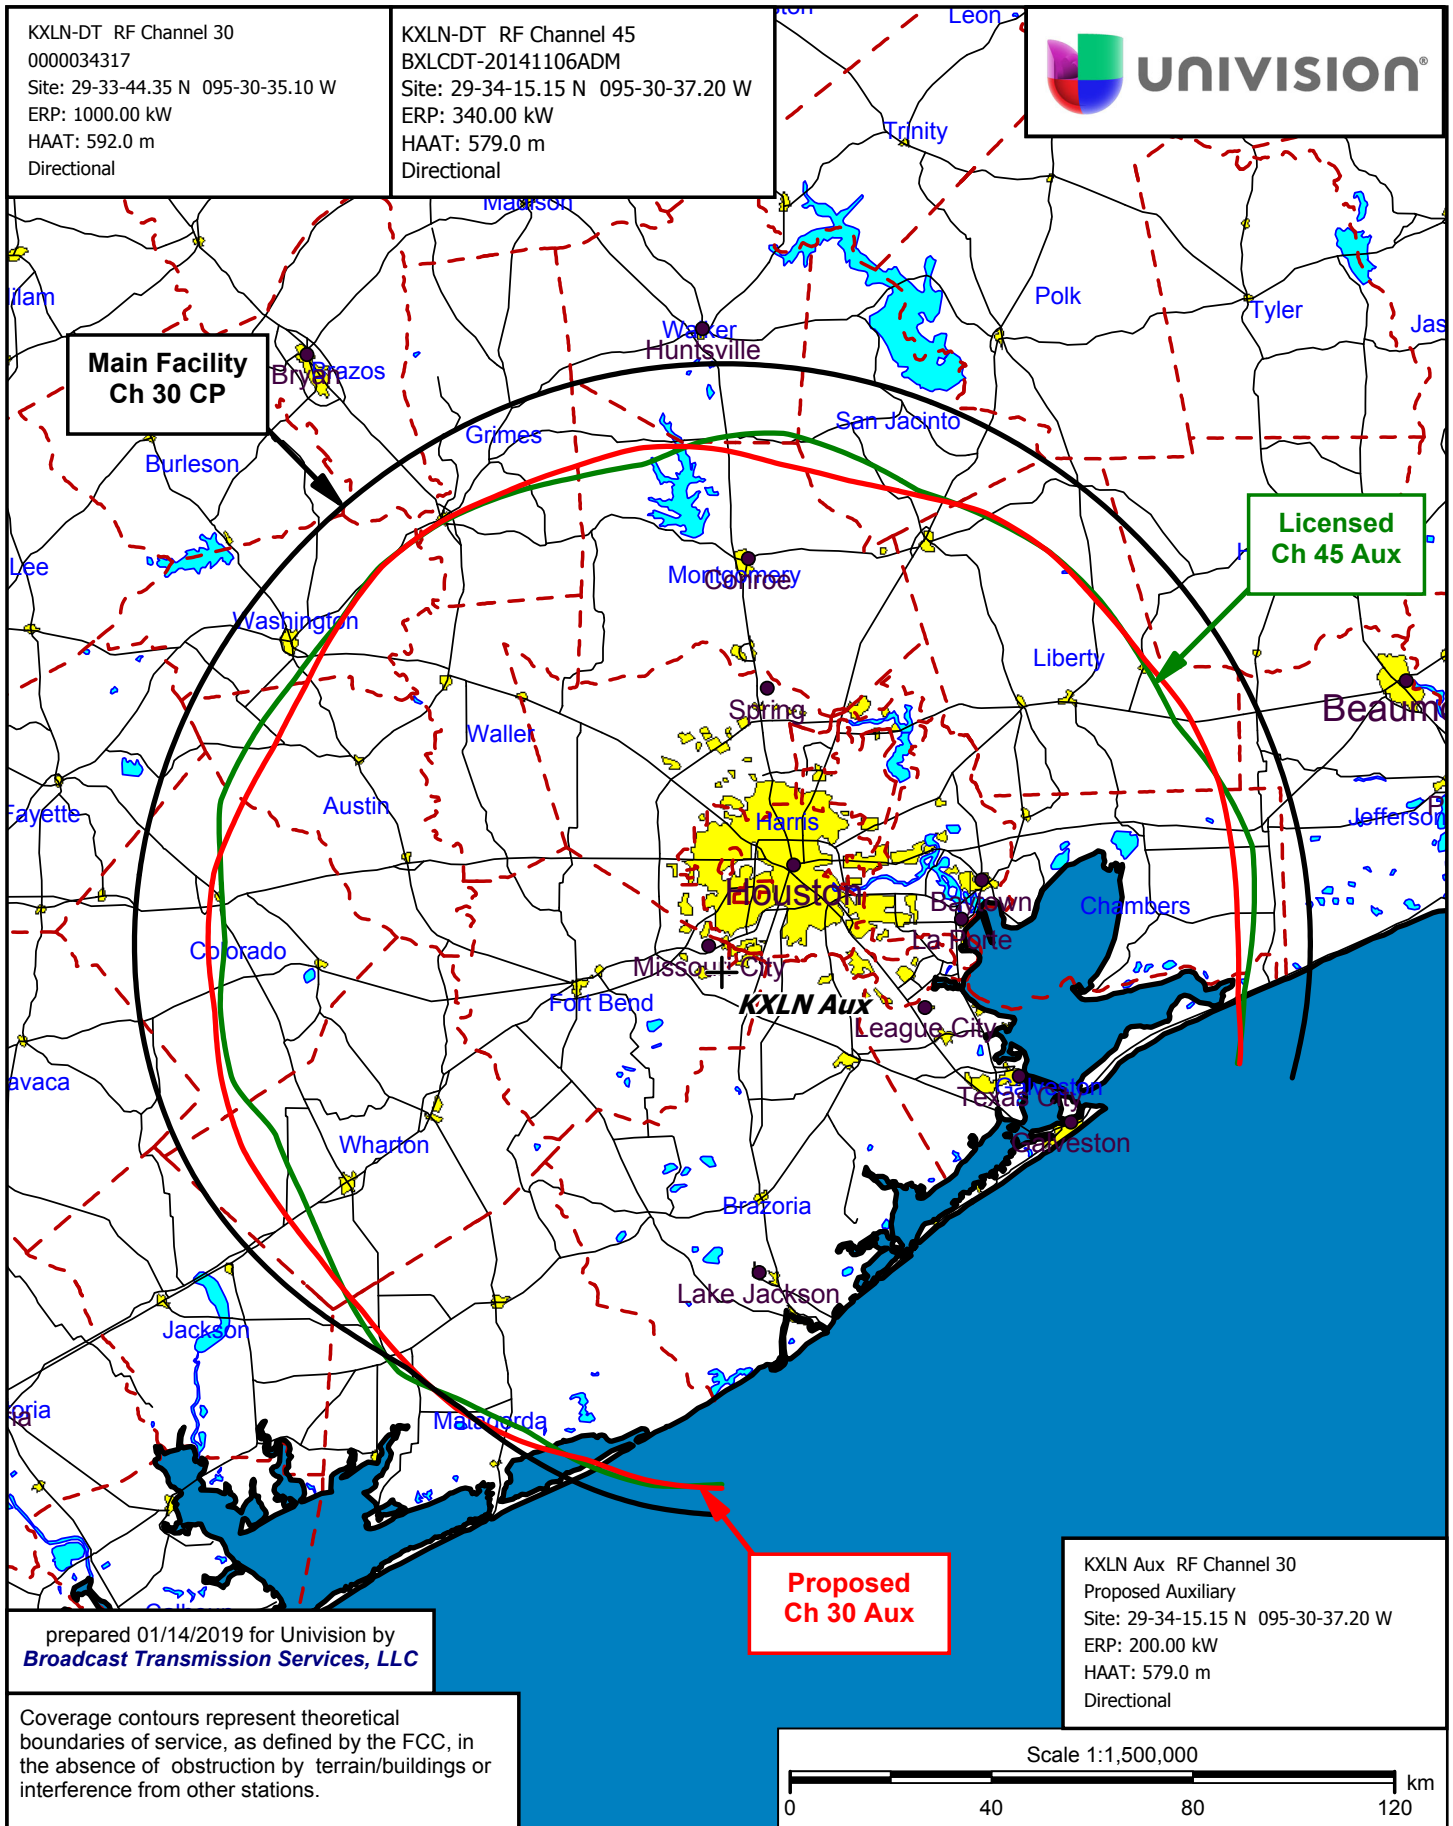 KXLN-DT RF Channel 30
0000034317
Site: 29-33-44.35 N 095-30-35.10 W
ERP: 1000.00 kW
HAAT: 592.0 m
Directional
KXLN-DT RF Channel 45
BXLCDT-20141106ADM
Site: 29-34-15.15 N 095-30-37.20 W
ERP: 340.00 kW
HAAT: 579.0 m
Directional
UNIVISION®
Leon
Trinity
Madison
Polk
Tyler
Jas
ilam
Walker
Huntsville
Main Facility
Ch 30 CP
Bryan
Brazos
San Jacinto
Grimes
Burleson
Licensed
Ch 45 Aux
Lee
Montgomery
Conroe
Washington
Liberty
Spring
Beaumo
Waller
Austin
Fayette
Harris
Jefferson
Houston
Baytown
Chambers
La Porte
Colorado
Missouri City
Fort Bend
KXLN Aux
League City
avaca
Galveston
Texas City
Galveston
Wharton
Brazoria
Lake Jackson
Jackson
oria
ia
Matagorda
Proposed
Ch 30 Aux
Calhoun
prepared 01/14/2019 for Univision by
Broadcast Transmission Services, LLC
KXLN Aux RF Channel 30
Proposed Auxiliary
Site: 29-34-15.15 N 095-30-37.20 W
ERP: 200.00 kW
HAAT: 579.0 m
Directional
Coverage contours represent theoretical
boundaries of service, as defined by the FCC, in
the absence of obstruction by terrain/buildings or
interference from other stations.
Scale 1:1,500,000
km
0 40 80 120